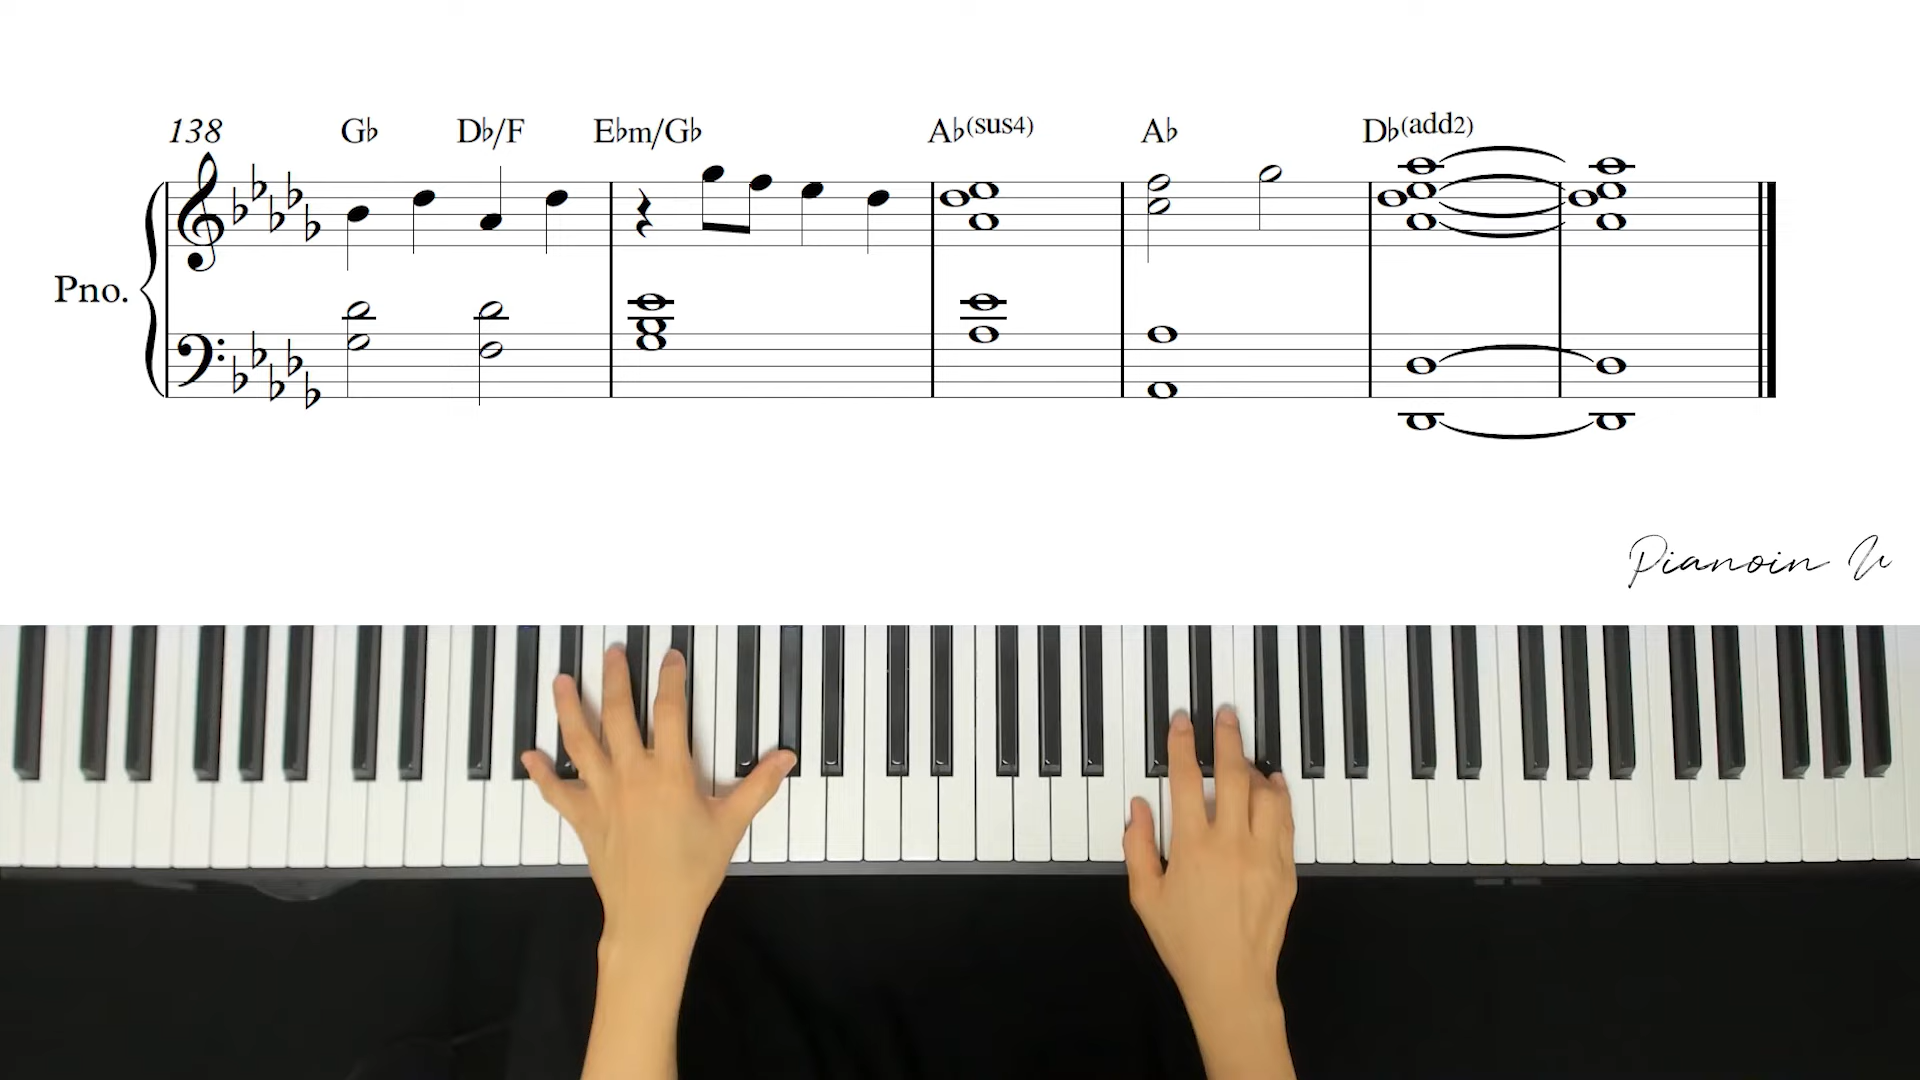 138 G♭ D♭/F E♭m/G♭ A♭(sus4) A♭ D♭(add2)
Pno.
Pianoin U